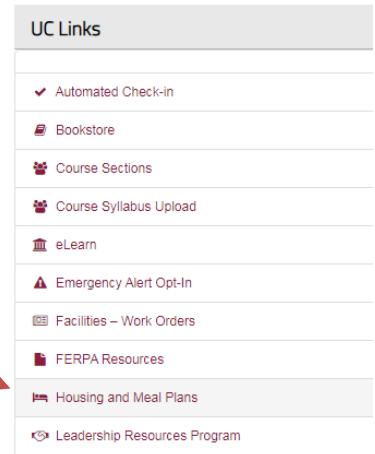 UC Links
Automated Check-in
Bookstore
Course Sections
Course Syllabus Upload
eLearn
Emergency Alert Opt-In
Facilities – Work Orders
FERPA Resources
Housing and Meal Plans
Leadership Resources Program